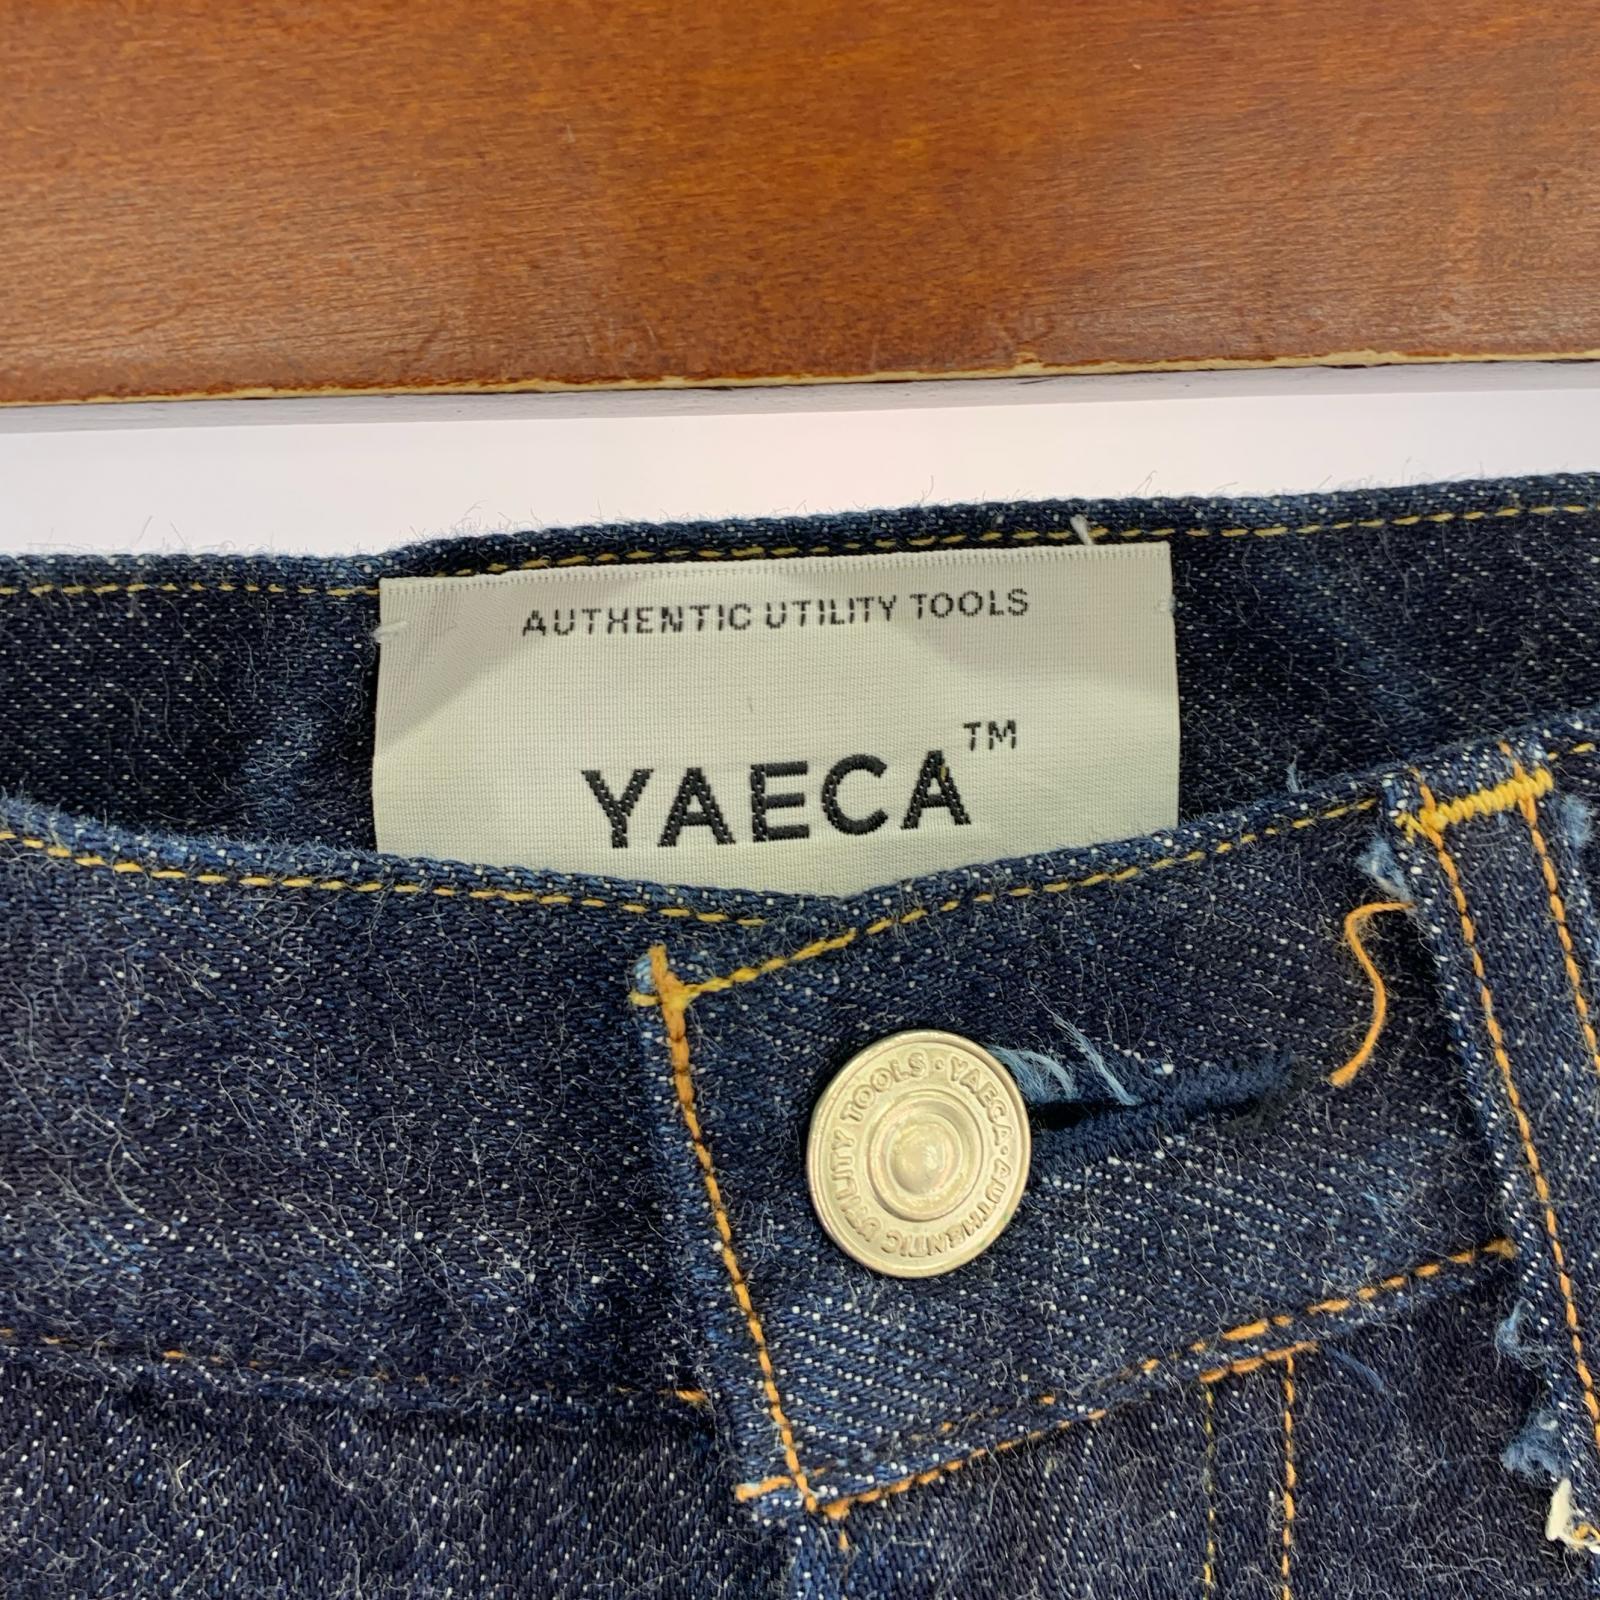 AUTHENTIC UTILITY TOOLS
YAECA™
YAECA · AUTHENTIC UTILITY TOOLS ·